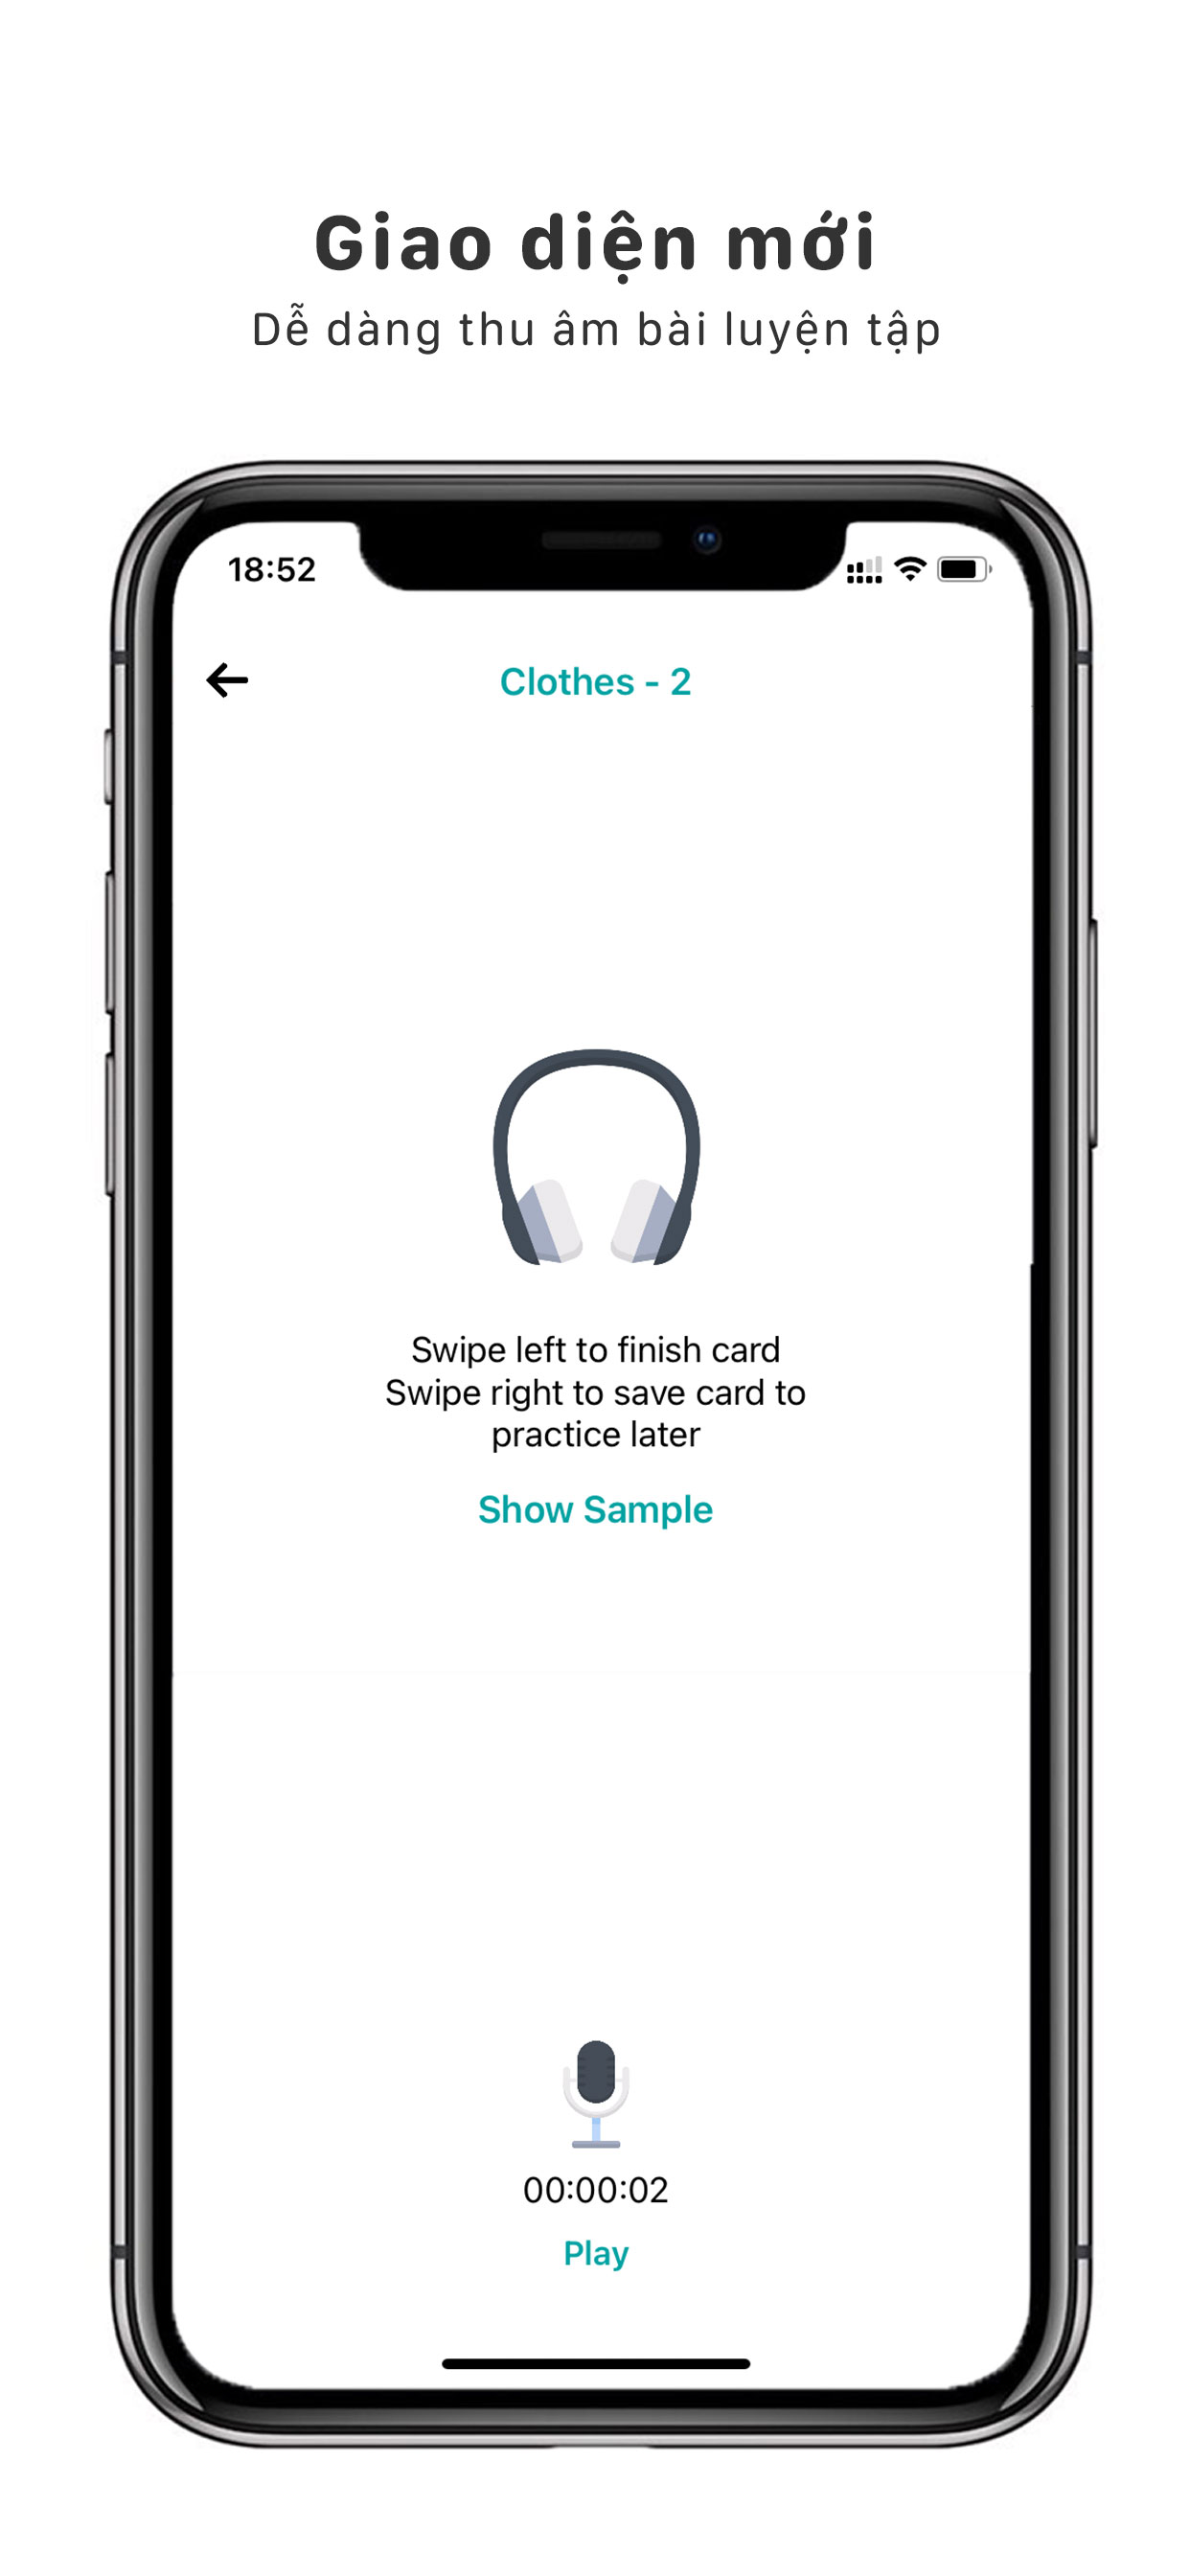 Giao diện mới
Dễ dàng thu âm bài luyện tập
18:52
Clothes - 2
Swipe left to finish card
Swipe right to save card to
practice later
Show Sample
00:00:02
Play